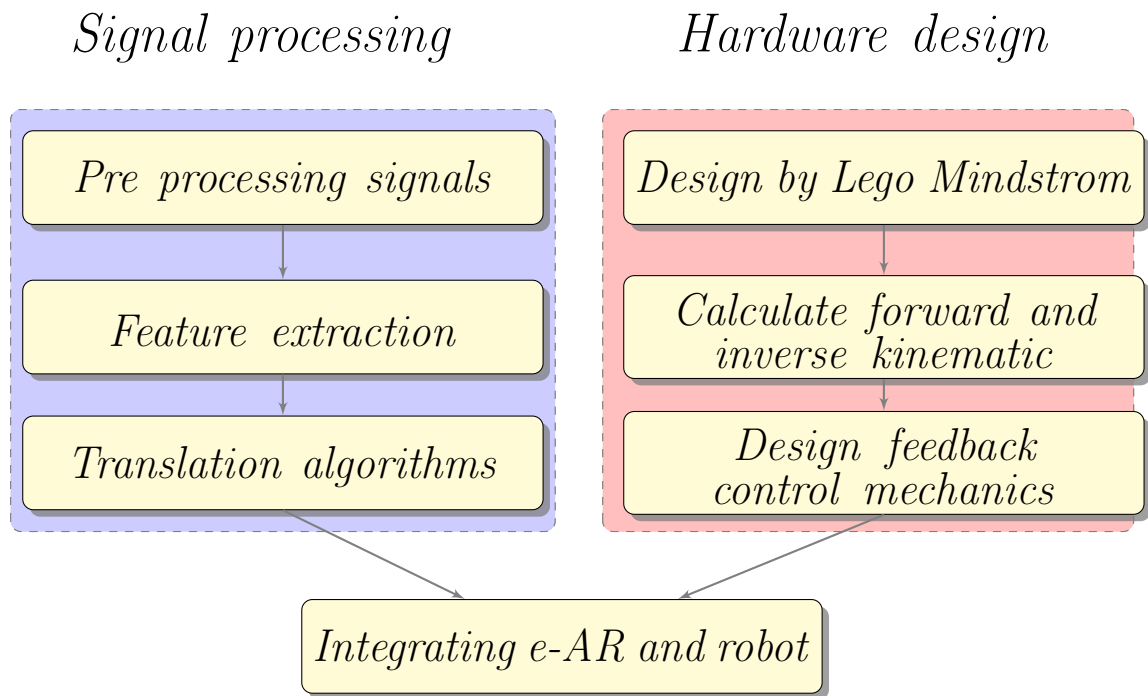 Signal processing
Hardware design
Pre processing signals
Feature extraction
Translation algorithms
Design by Lego Mindstrom
Calculate forward and
inverse kinematic
Design feedback
control mechanics
Integrating e-AR and robot